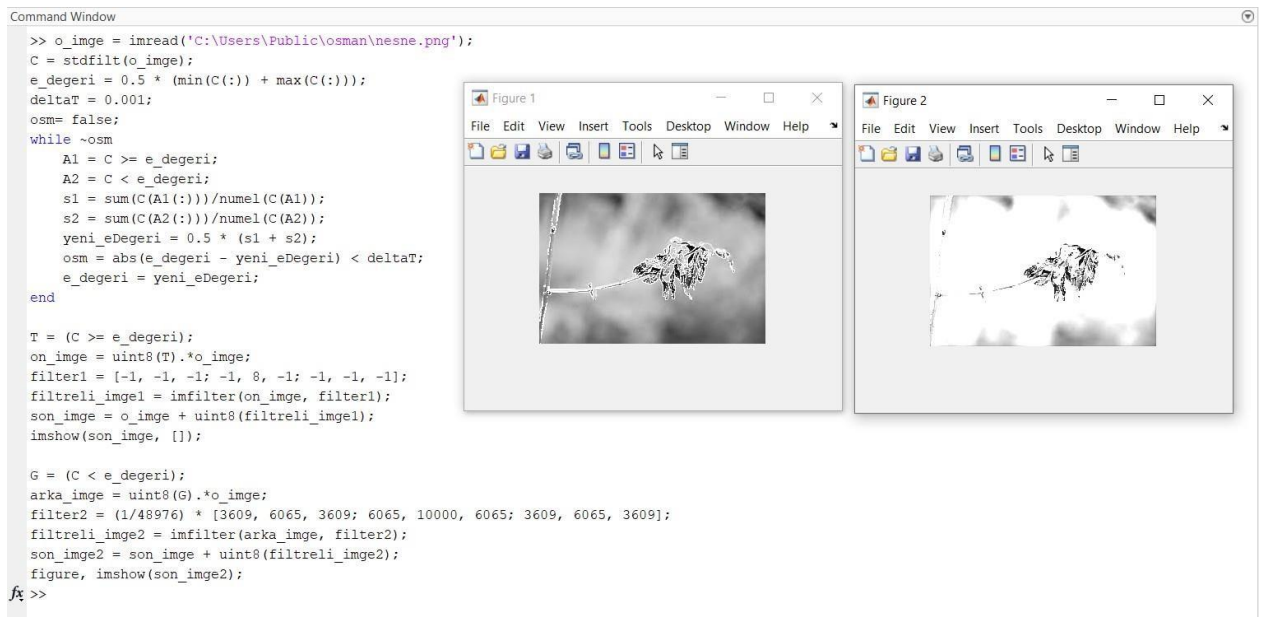 Command Window
>> o_imge = imread('C:\Users\Public\osman\nesne.png');
C = stdfilt(o_imge);
e_degeri = 0.5 * (min(C(:)) + max(C(:)));
deltaT = 0.001;
osm= false;
while ~osm
    A1 = C >= e_degeri;
    A2 = C < e_degeri;
    s1 = sum(C(A1(:)))/numel(C(A1));
    s2 = sum(C(A2(:)))/numel(C(A2));
    yeni_eDegeri = 0.5 * (s1 + s2);
    osm = abs(e_degeri - yeni_eDegeri) < deltaT;
    e_degeri = yeni_eDegeri;
end
T = (C >= e_degeri);
on_imge = uint8(T).*o_imge;
filter1 = [-1, -1, -1; -1, 8, -1; -1, -1, -1];
filtreli_imge1 = imfilter(on_imge, filter1);
son_imge = o_imge + uint8(filtreli_imge1);
imshow(son_imge, []);
G = (C < e_degeri);
arka_imge = uint8(G).*o_imge;
filter2 = (1/48976) * [3609, 6065, 3609; 6065, 10000, 6065; 3609, 6065, 3609];
filtreli_imge2 = imfilter(arka_imge, filter2);
son_imge2 = son_imge + uint8(filtreli_imge2);
figure, imshow(son_imge2);
fx >>
Figure 1
File Edit View Insert Tools Desktop Window Help
Figure 2
File Edit View Insert Tools Desktop Window Help